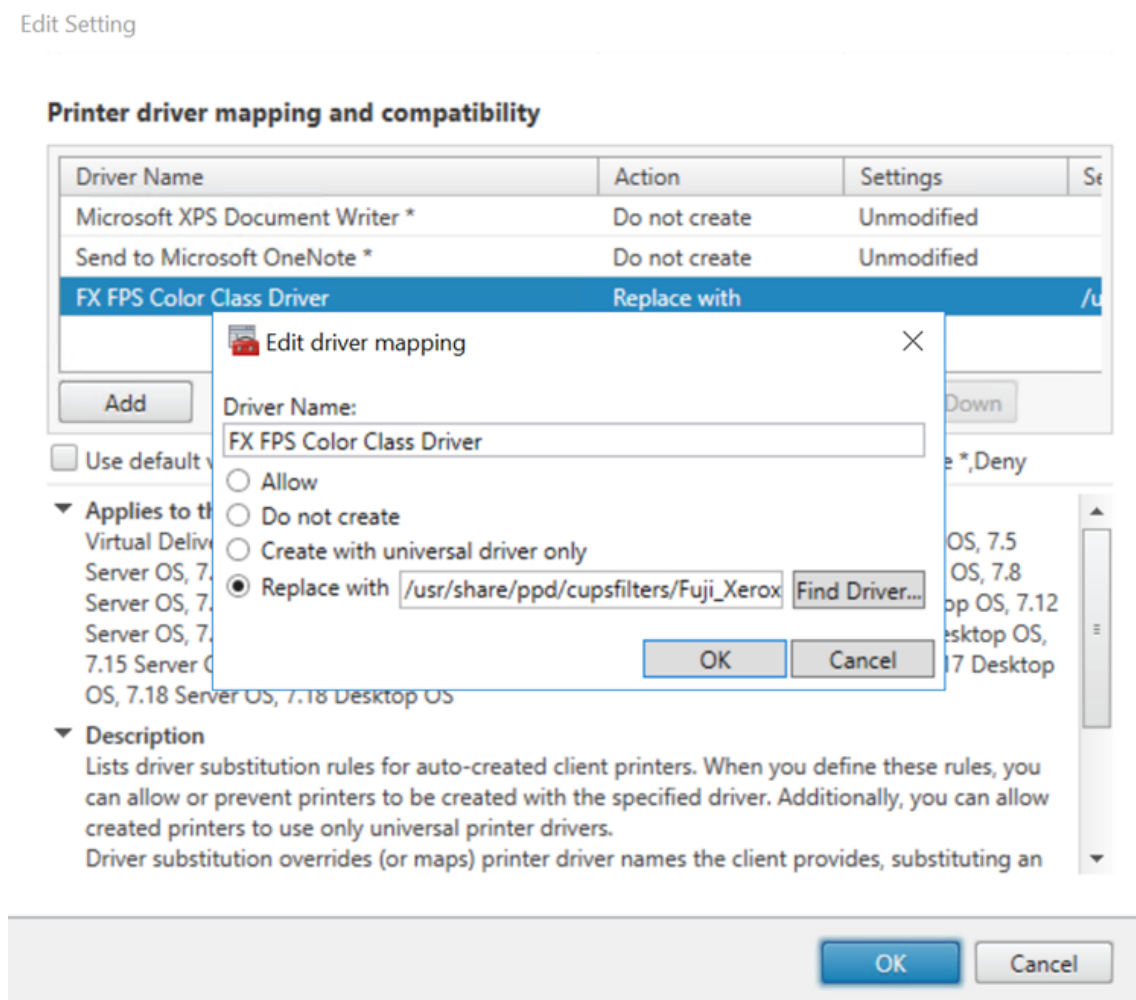 Edit Setting
Printer driver mapping and compatibility
Driver Name Action Settings
Microsoft XPS Document Writer * Do not create Unmodified
Send to Microsoft OneNote * Do not create Unmodified
FX FPS Color Class Driver Replace with
Edit driver mapping
Add Down
Driver Name:
FX FPS Color Class Driver
Use default *,Deny
Allow
Applies to
Do not create
Virtual OS, 7.5
Create with universal driver only
Server OS, OS, 7.8
Replace with /usr/share/ppd/cupsfilters/Fuji_Xerox Find Driver...
Server OS, OS, 7.12
Server OS, OS,
OK Cancel
7.15 Server Desktop
OS, 7.18 Server OS, 7.18 Desktop OS
Description
Lists driver substitution rules for auto-created client printers. When you define these rules, you
can allow or prevent printers to be created with the specified driver. Additionally, you can allow
created printers to use only universal printer drivers.
Driver substitution overrides (or maps) printer driver names the client provides, substituting an
OK Cancel